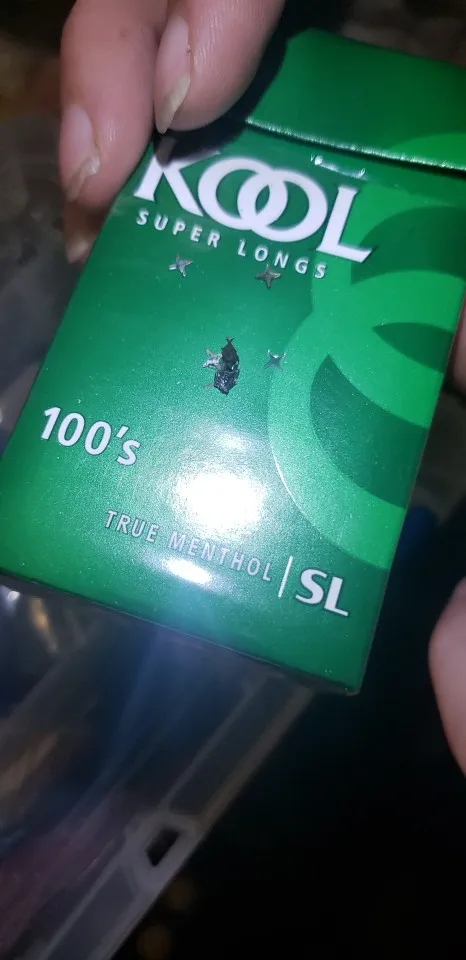 KOOL
SUPER LONGS
100's
TRUE MENTHOL | SL